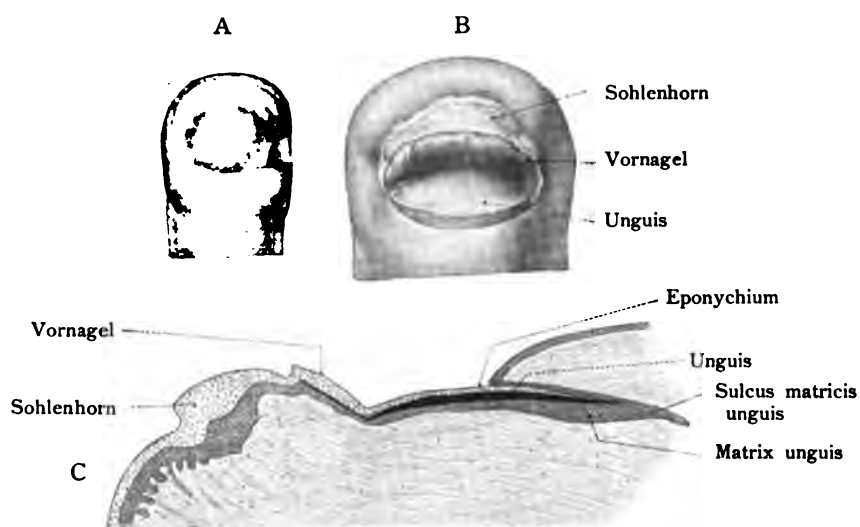 A
B
Sohlenhorn
Vornagel
Unguis
Eponychium
Vornagel
Unguis
Sohlenhorn
Sulcus matricis
unguis
Matrix unguis
C